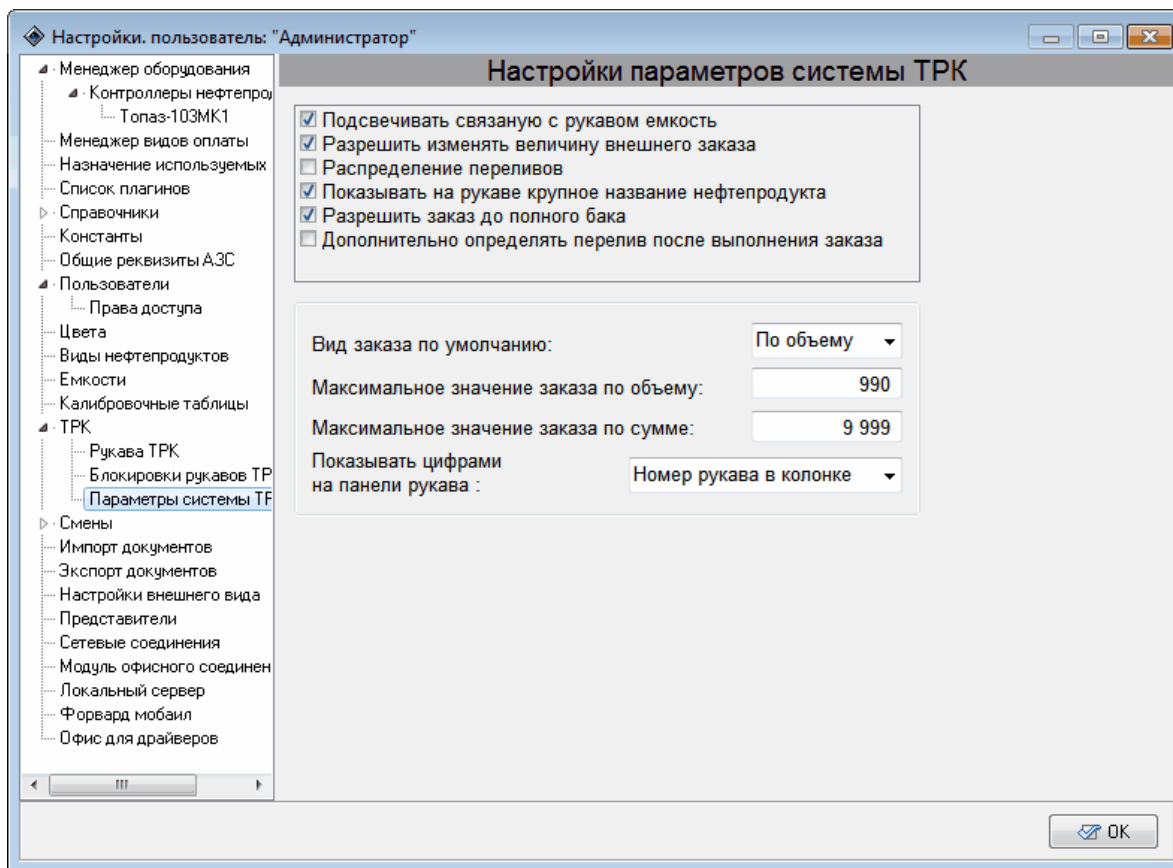 Настройки. пользователь: "Администратор"
Менеджер оборудования
Контроллеры нефтепро
Топаз-103МК1
Менеджер видов оплаты
Назначение используемых
Список плагинов
Справочники
Константы
Общие реквизиты АЗС
Пользователи
Права доступа
Цвета
Виды нефтепродуктов
Емкости
Калибровочные таблицы
ТРК
Рукава ТРК
Блокировки рукавов ТР
Параметры системы ТР
Смены
Импорт документов
Экспорт документов
Настройки внешнего вида
Представители
Сетевые соединения
Модуль офисного соединен
Локальный сервер
Форвард мобаил
Офис для драйверов
Настройки параметров системы ТРК
Подсвечивать связаную с рукавом емкость
Разрешить изменять величину внешнего заказа
Распределение переливов
Показывать на рукаве крупное название нефтепродукта
Разрешить заказ до полного бака
Дополнительно определять перелив после выполнения заказа
Вид заказа по умолчанию: По объему
Максимальное значение заказа по объему: 990
Максимальное значение заказа по сумме: 9 999
Показывать цифрами
на панели рукава : Номер рукава в колонке
OK